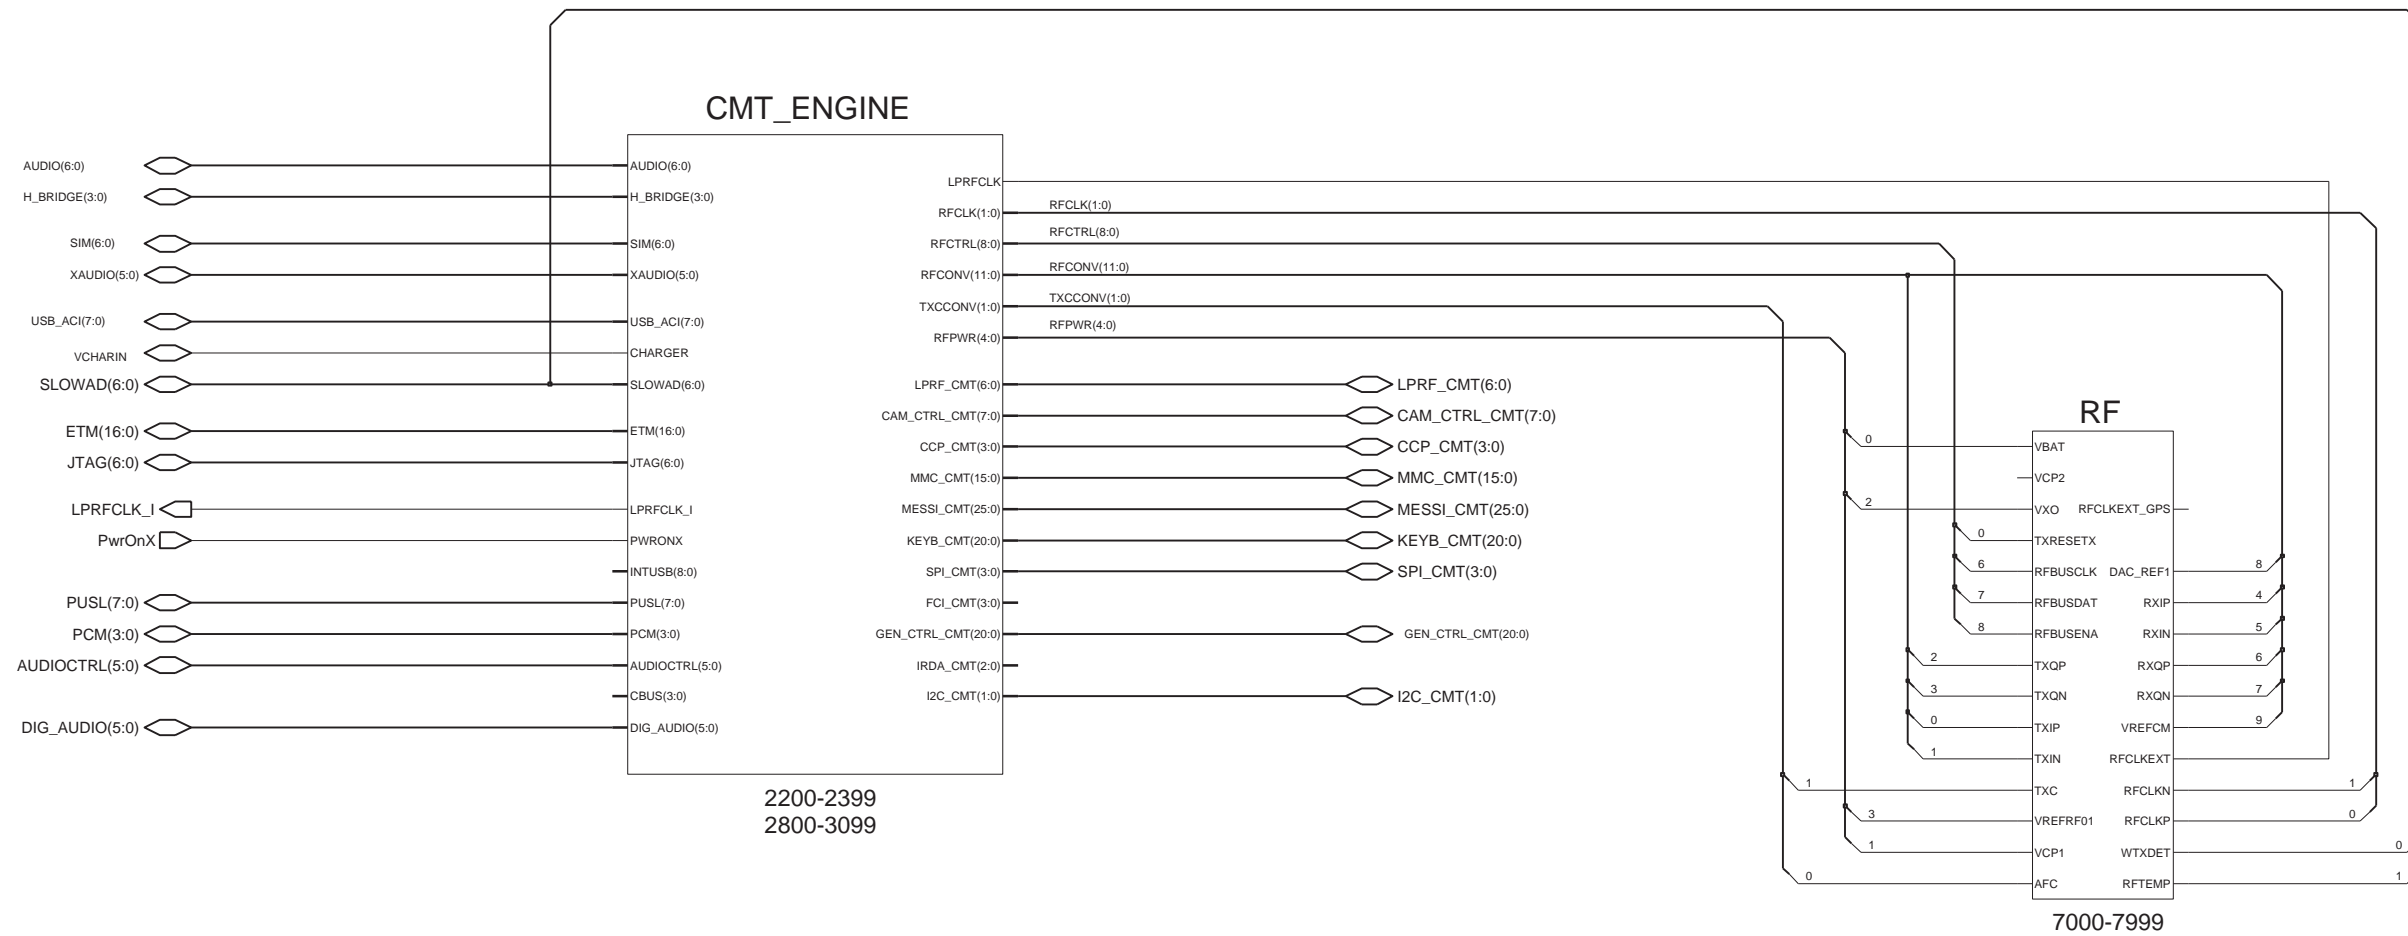 CMT_ENGINE
AUDIO(6:0)
H_BRIDGE(3:0)
SIM(6:0)
XAUDIO(5:0)
USB_ACI(7:0)
VCHARIN
SLOWAD(6:0)
ETM(16:0)
JTAG(6:0)
LPRFCLK_I
PwrOnX
PUSL(7:0)
PCM(3:0)
AUDIOCTRL(5:0)
DIG_AUDIO(5:0)
AUDIO(6:0)
H_BRIDGE(3:0)
SIM(6:0)
XAUDIO(5:0)
USB_ACI(7:0)
CHARGER
SLOWAD(6:0)
ETM(16:0)
JTAG(6:0)
LPRFCLK_I
PWRONX
INTUSB(8:0)
PUSL(7:0)
PCM(3:0)
AUDIOCTRL(5:0)
CBUS(3:0)
DIG_AUDIO(5:0)
LPRFCLK
RFCLK(1:0)
RFCTRL(8:0)
RFCONV(11:0)
TXCCONV(1:0)
RFPWR(4:0)
LPRF_CMT(6:0)
CAM_CTRL_CMT(7:0)
CCP_CMT(3:0)
MMC_CMT(15:0)
MESSI_CMT(25:0)
KEYB_CMT(20:0)
SPI_CMT(3:0)
FCI_CMT(3:0)
GEN_CTRL_CMT(20:0)
IRDA_CMT(2:0)
I2C_CMT(1:0)
2200-2399
2800-3099
RFCLK(1:0)
RFCTRL(8:0)
RFCONV(11:0)
TXCCONV(1:0)
RFPWR(4:0)
LPRF_CMT(6:0)
CAM_CTRL_CMT(7:0)
CCP_CMT(3:0)
MMC_CMT(15:0)
MESSI_CMT(25:0)
KEYB_CMT(20:0)
SPI_CMT(3:0)
GEN_CTRL_CMT(20:0)
I2C_CMT(1:0)
RF
0
2
0
6
7
8
2
3
0
1
1
3
1
0
VBAT
VCP2
VXO
TXRESETX
RFBUSCLK
RFBUSDAT
RFBUSENA
TXQP
TXQN
TXIP
TXIN
TXC
VREFRF01
VCP1
AFC
RFCLKEXT_GPS
DAC_REF1
RXIP
RXIN
RXQP
RXQN
VREFCM
RFCLKEXT
RFCLKN
RFCLKP
WTXDET
RFTEMP
8
4
5
6
7
9
1
0
0
1
7000-7999